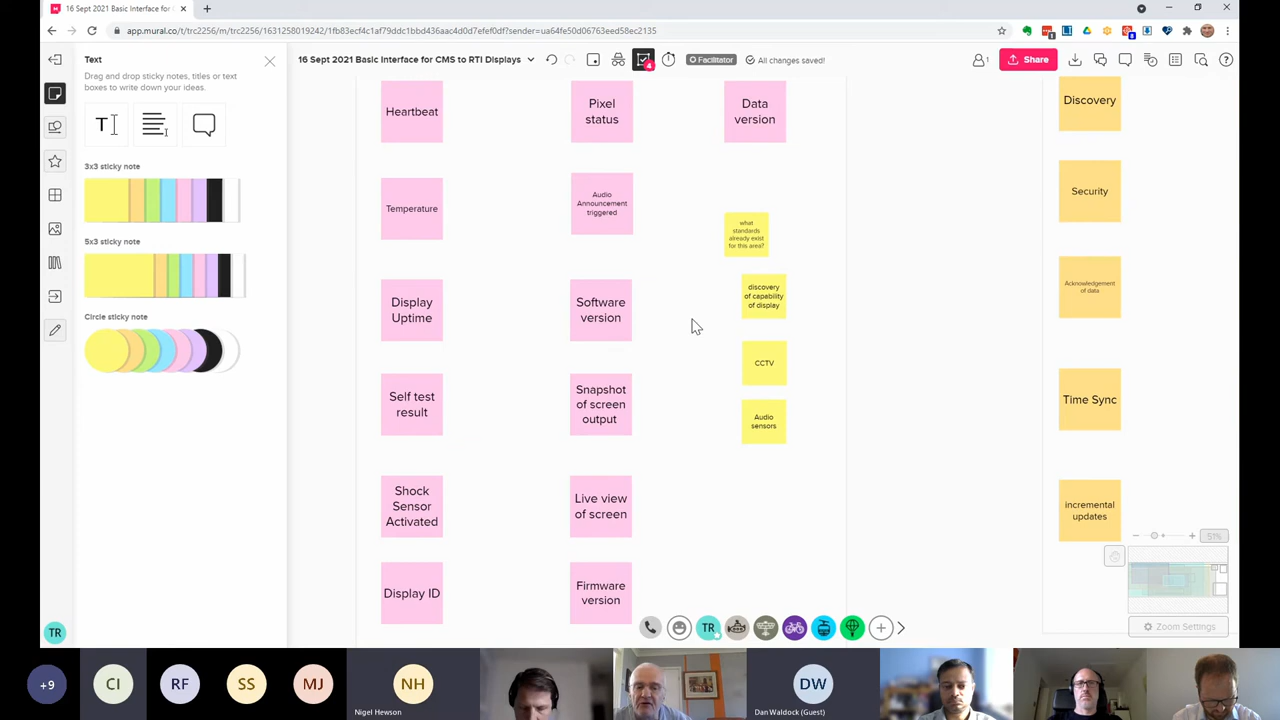 16 Sept 2021 Basic Interface for C
app.mural.co/t/trc2256/m/trc2256/1631258019242/1fb83ecf4c1af79ddc1bbb8b36aac4d0d7efef0df?sender=ua64fe50d06763eed58ec2135
16 Sept 2021 Basic Interface for CMS to RTI Displays
4
Facilitator
All changes saved!
1
Share
Text
Drag and drop sticky notes, titles or text
boxes to write down your ideas.
T
3x3 sticky note
5x3 sticky note
Circle sticky note
Heartbeat
Pixel
status
Data
version
Discovery
Temperature
Audio
Announcement
triggered
what
standards
already exist
for this area?
Security
Display
Uptime
Software
version
discovery
of capability
of display
Acknowledgement
of data
Self test
result
Snapshot
of screen
output
CCTV
Audio
sensors
Time Sync
Shock
Sensor
Activated
Live view
of screen
incremental
updates
Display ID
Firmware
version
51%
Zoom Settings
TR
TR
+9
CI
RF
SS
MJ
NH
Nigel Hewson
DW
Dan Waldock (Guest)